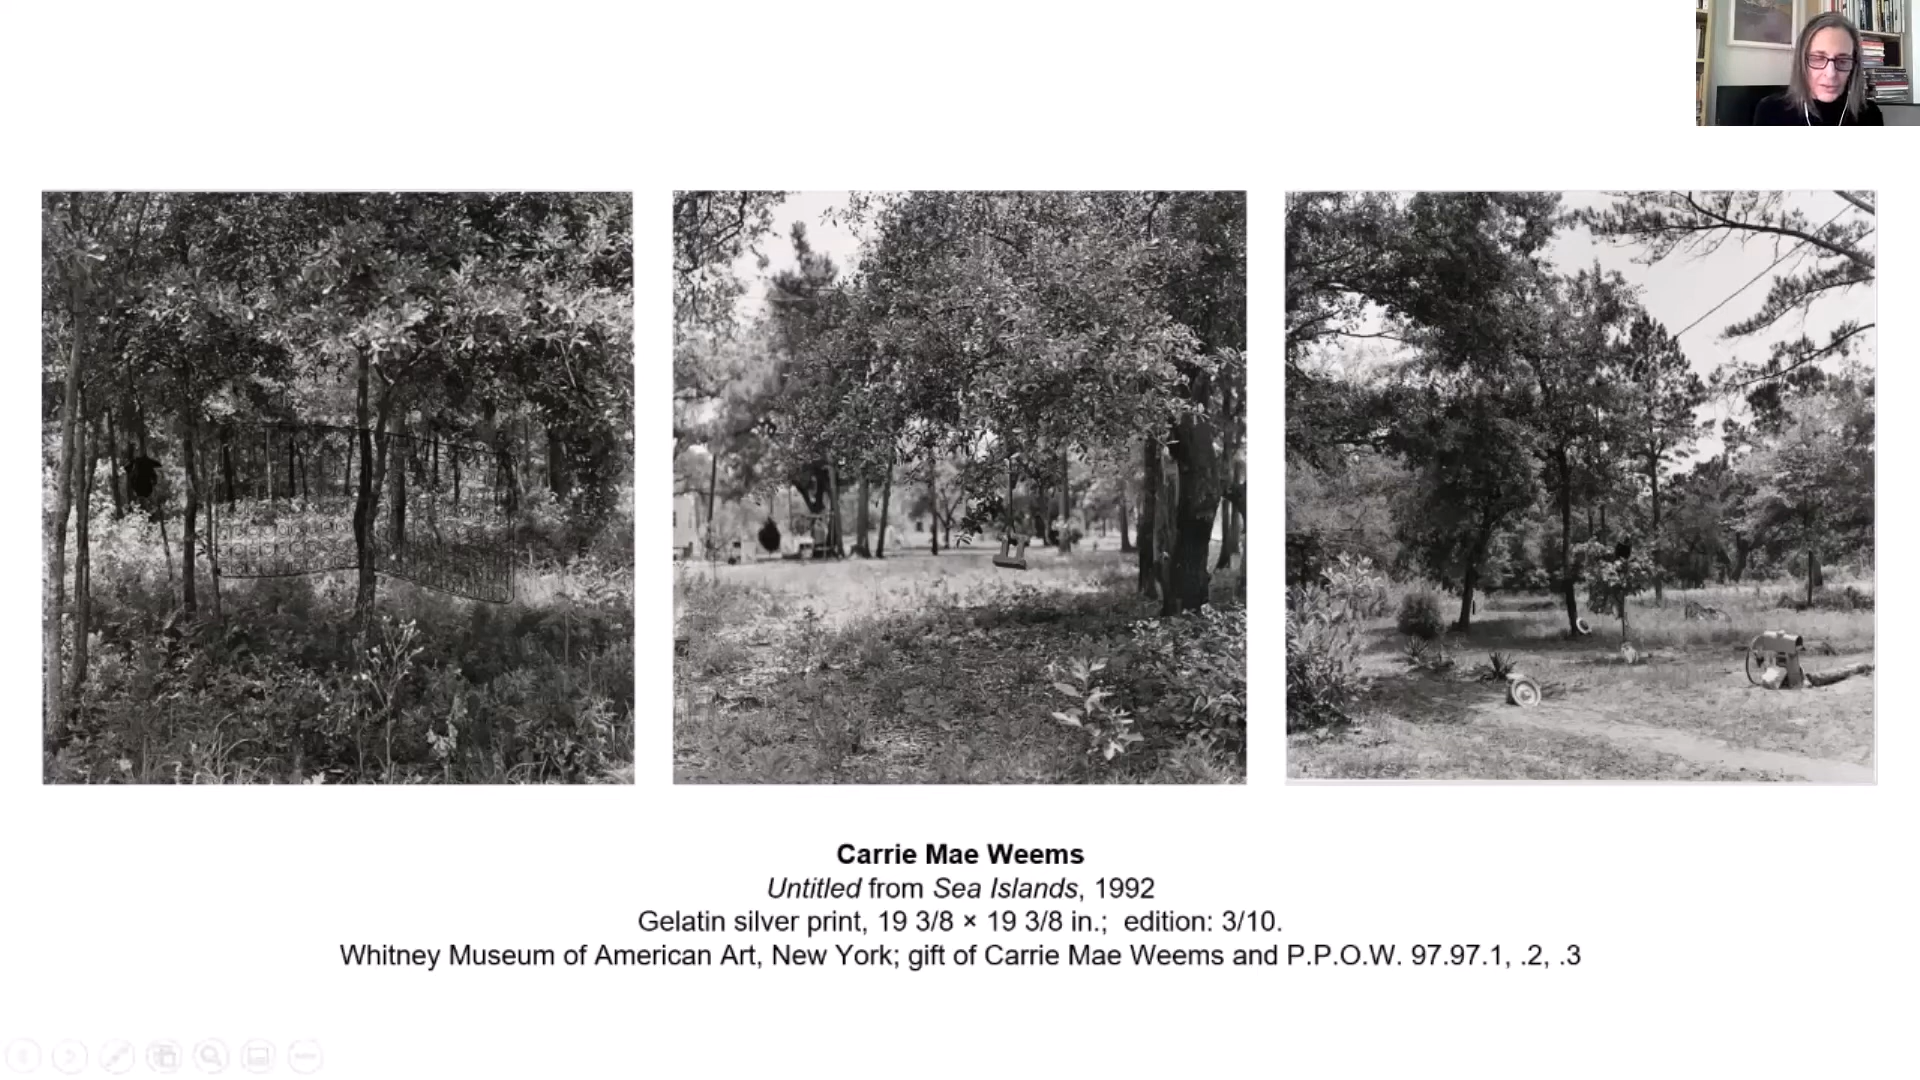 Carrie Mae Weems
Untitled from Sea Islands, 1992
Gelatin silver print, 19 3/8 × 19 3/8 in.;  edition: 3/10.
Whitney Museum of American Art, New York; gift of Carrie Mae Weems and P.P.O.W. 97.97.1, .2, .3